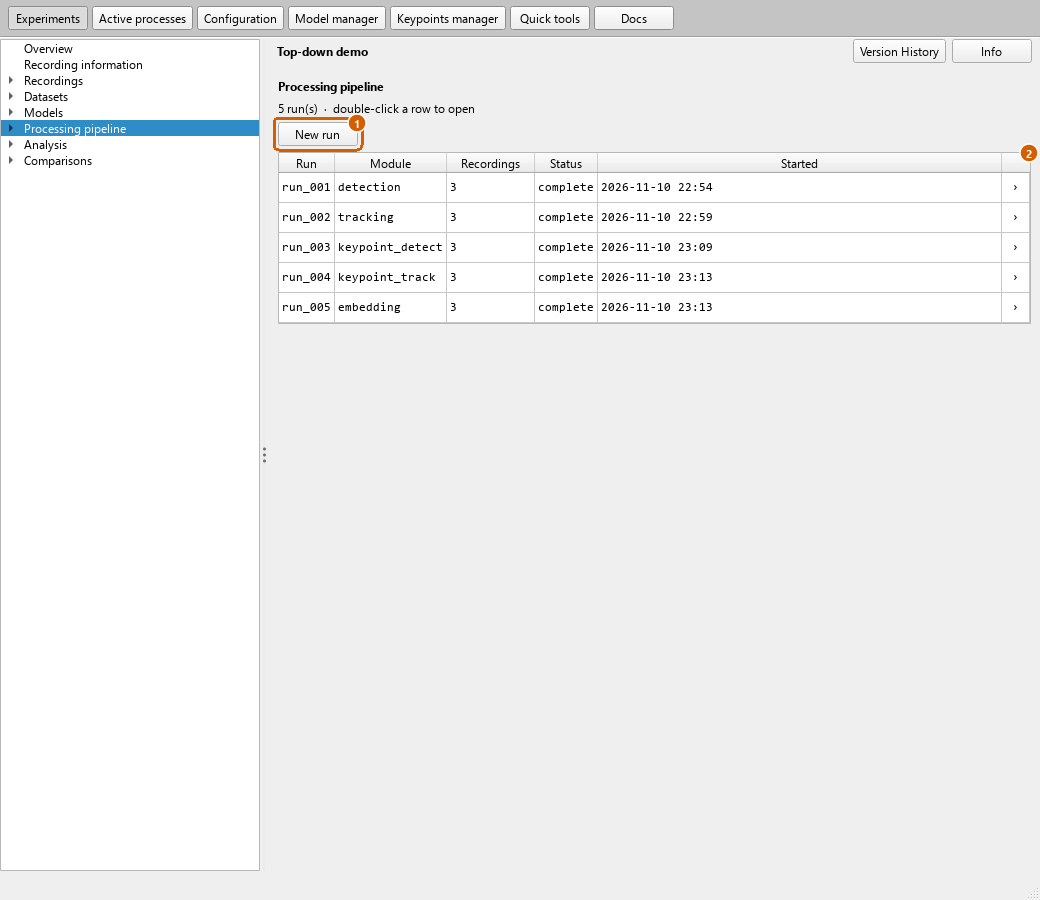 Experiments Active processes Configuration Model manager Keypoints manager Quick tools Docs
Overview
Recording information
Recordings
Datasets
Models
Processing pipeline
Analysis
Comparisons
Top-down demo Version History Info
Processing pipeline
5 run(s) · double-click a row to open
New run 1
2
Run Module Recordings Status Started
run_001 detection 3 complete 2026-11-10 22:54 ›
run_002 tracking 3 complete 2026-11-10 22:59 ›
run_003 keypoint_detect 3 complete 2026-11-10 23:09 ›
run_004 keypoint_track 3 complete 2026-11-10 23:13 ›
run_005 embedding 3 complete 2026-11-10 23:13 ›